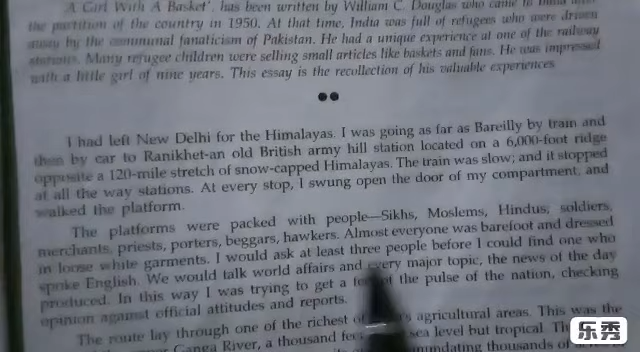 A Girl With A Basket', has been written by William C. Douglas who came to India
the partition of the country in 1950. At that time, India was full of refugees who were driven
away by the communal fanaticism of Pakistan. He had a unique experience at one of the railway
stations. Many refugee children were selling small articles like baskets and fans. He was impressed
with a little girl of nine years. This essay is the recollection of his valuable experiences
I had left New Delhi for the Himalayas. I was going as far as Bareilly by train and
then by car to Ranikhet-an old British army hill station located on a 6,000-foot ridge
opposite a 120-mile stretch of snow-capped Himalayas. The train was slow; and it stopped
at all the way stations. At every stop, I swung open the door of my compartment, and
walked the platform.
The platforms were packed with people—Sikhs, Moslems, Hindus, soldiers,
merchants, priests, porters, beggars, hawkers. Almost everyone was barefoot and dressed
in loose white garments. I would ask at least three people before I could find one who
spoke English. We would talk world affairs and every major topic, the news of the day
produced. In this way I was trying to get a of the pulse of the nation, checking
opinion against official attitudes and reports.
The route lay through one of the richest agricultural areas. This was the
Ganga River, a thousand sea level but tropical.
thousands of
乐秀